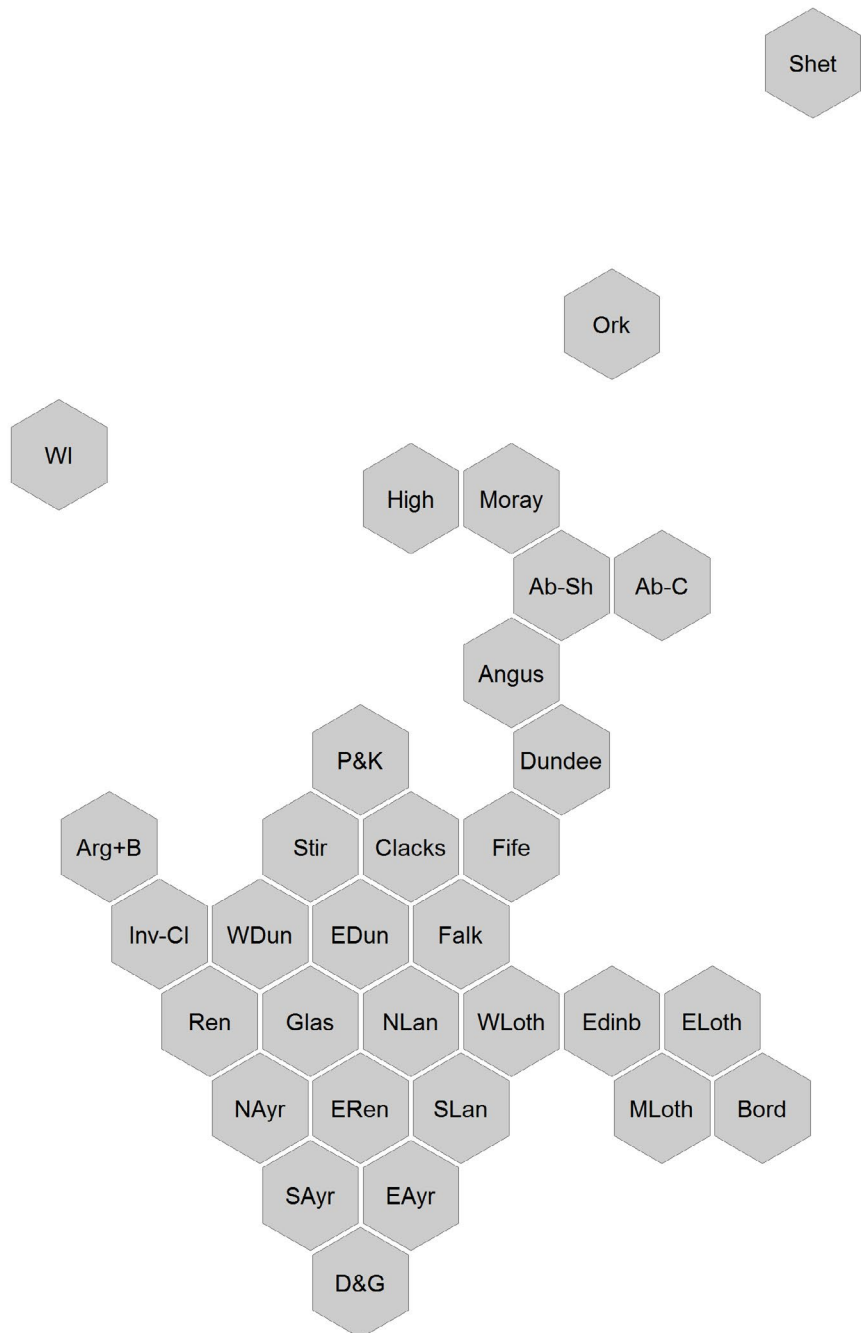 Shet
Ork
WI
High Moray
Ab-Sh Ab-C
Angus
P&K Dundee
Arg+B Stir Clacks Fife
Inv-Cl WDun EDun Falk
Ren Glas NLan WLoth Edinb ELoth
NAyr ERen SLan MLoth Bord
SAyr EAyr
D&G